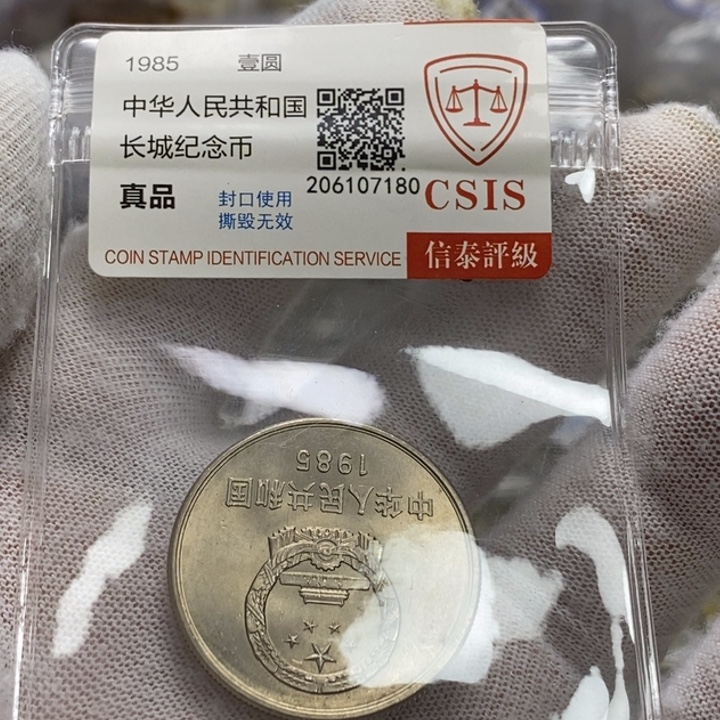 1985 壹圆
中华人民共和国
长城纪念币
真品
封口使用
撕毁无效
206107180
CSIS
COIN STAMP IDENTIFICATION SERVICE
信泰評級
1985
中华人民共和国